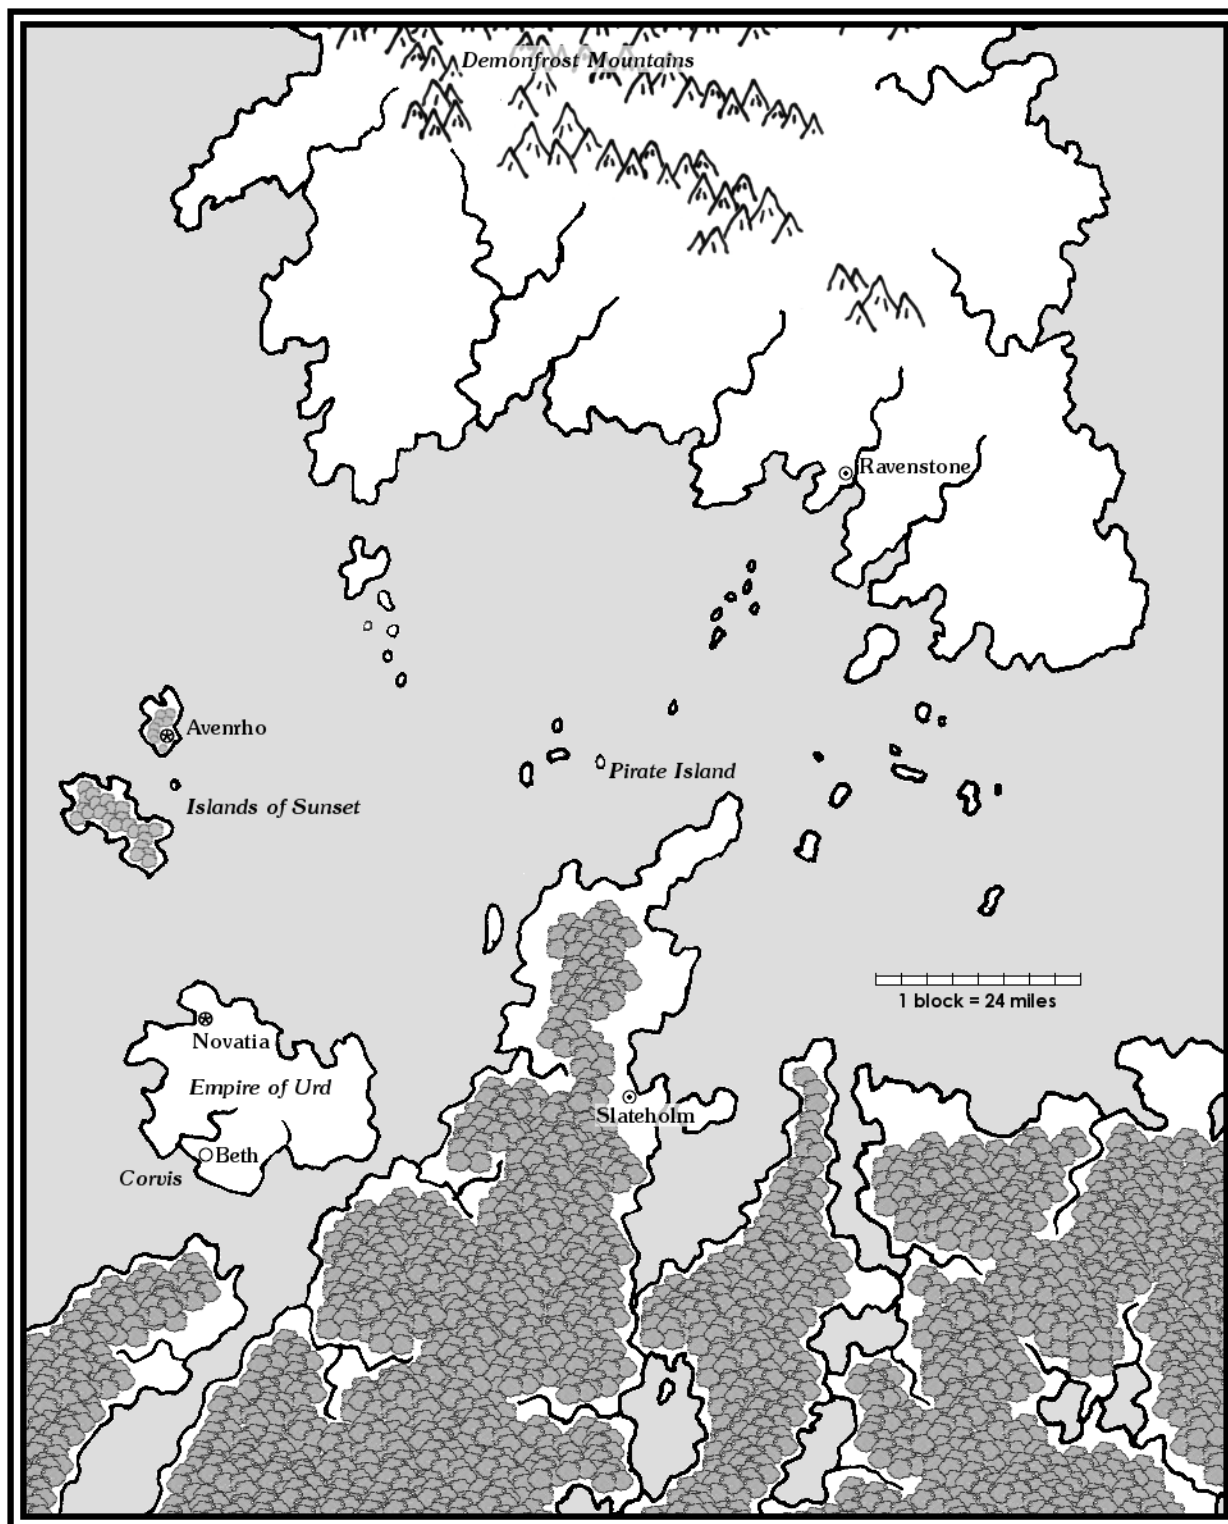 Demonfrost Mountains
Ravenstone
Avenrho
Pirate Island
Islands of Sunset
1 block = 24 miles
Novatia
Empire of Urd
Slateholm
Beth
Corvis